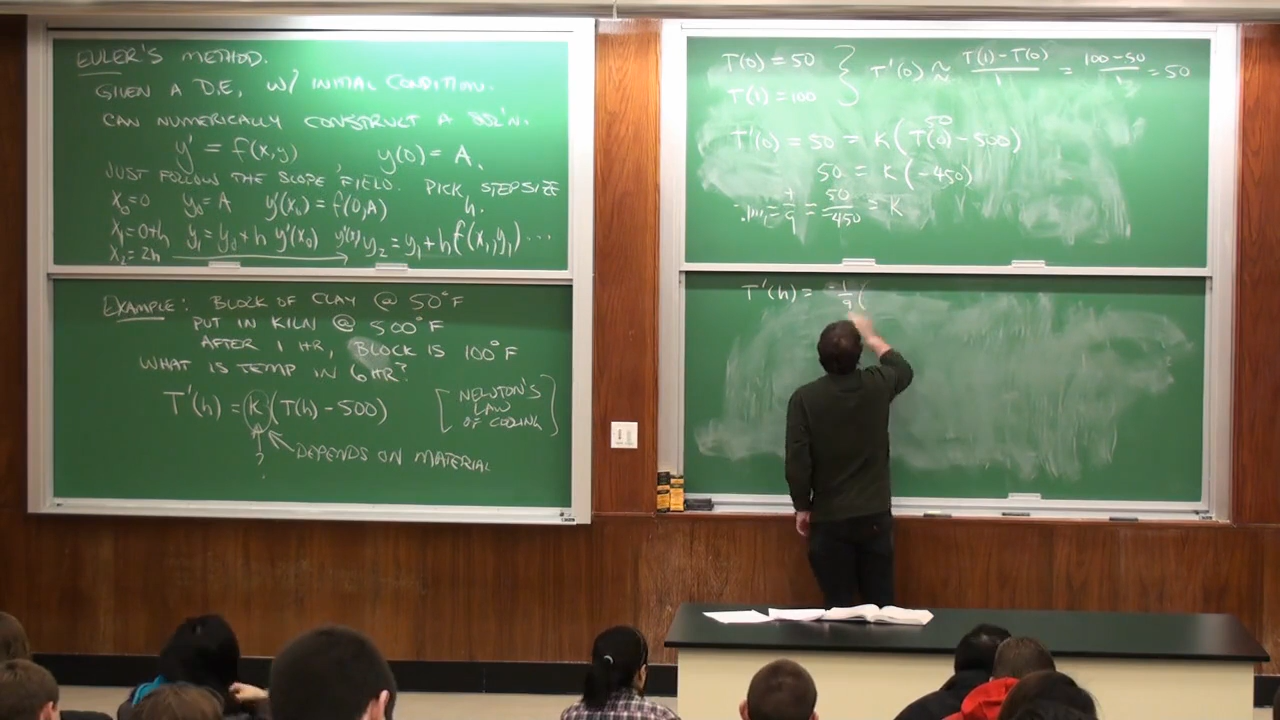 EULER'S METHOD.
GIVEN A D.E, W/ INITIAL CONDITION.
CAN NUMERICALLY CONSTRUCT A SOL'N.
y' = f(x,y) y(0) = A.
JUST FOLLOW THE SLOPE FIELD. PICK STEPSIZE h.
x₀=0 y₀=A y'(x₀) = f(0,A)
x₁=0+h y₁=y₀+h y'(x₀) y₂=y₁+h f(x₁,y₁) ...
x₂=2h
EXAMPLE: BLOCK OF CLAY @ 50°F
PUT IN KILN @ 500°F
AFTER 1 HR, BLOCK IS 100°F
WHAT IS TEMP IN 6 HR?
T'(h) = K(T(h) - 500)
[NEWTON'S
LAW
OF COOLING]
DEPENDS ON MATERIAL
?
T(0) = 50
T(1) = 100
} T'(0) ≈ T(1)-T(0)/1 = 100-50/1 = 50
50
T'(0) = 50 = K(T(0) - 500)
50 = K(-450)
50/-450 = K
T'(h) = -1/9 (